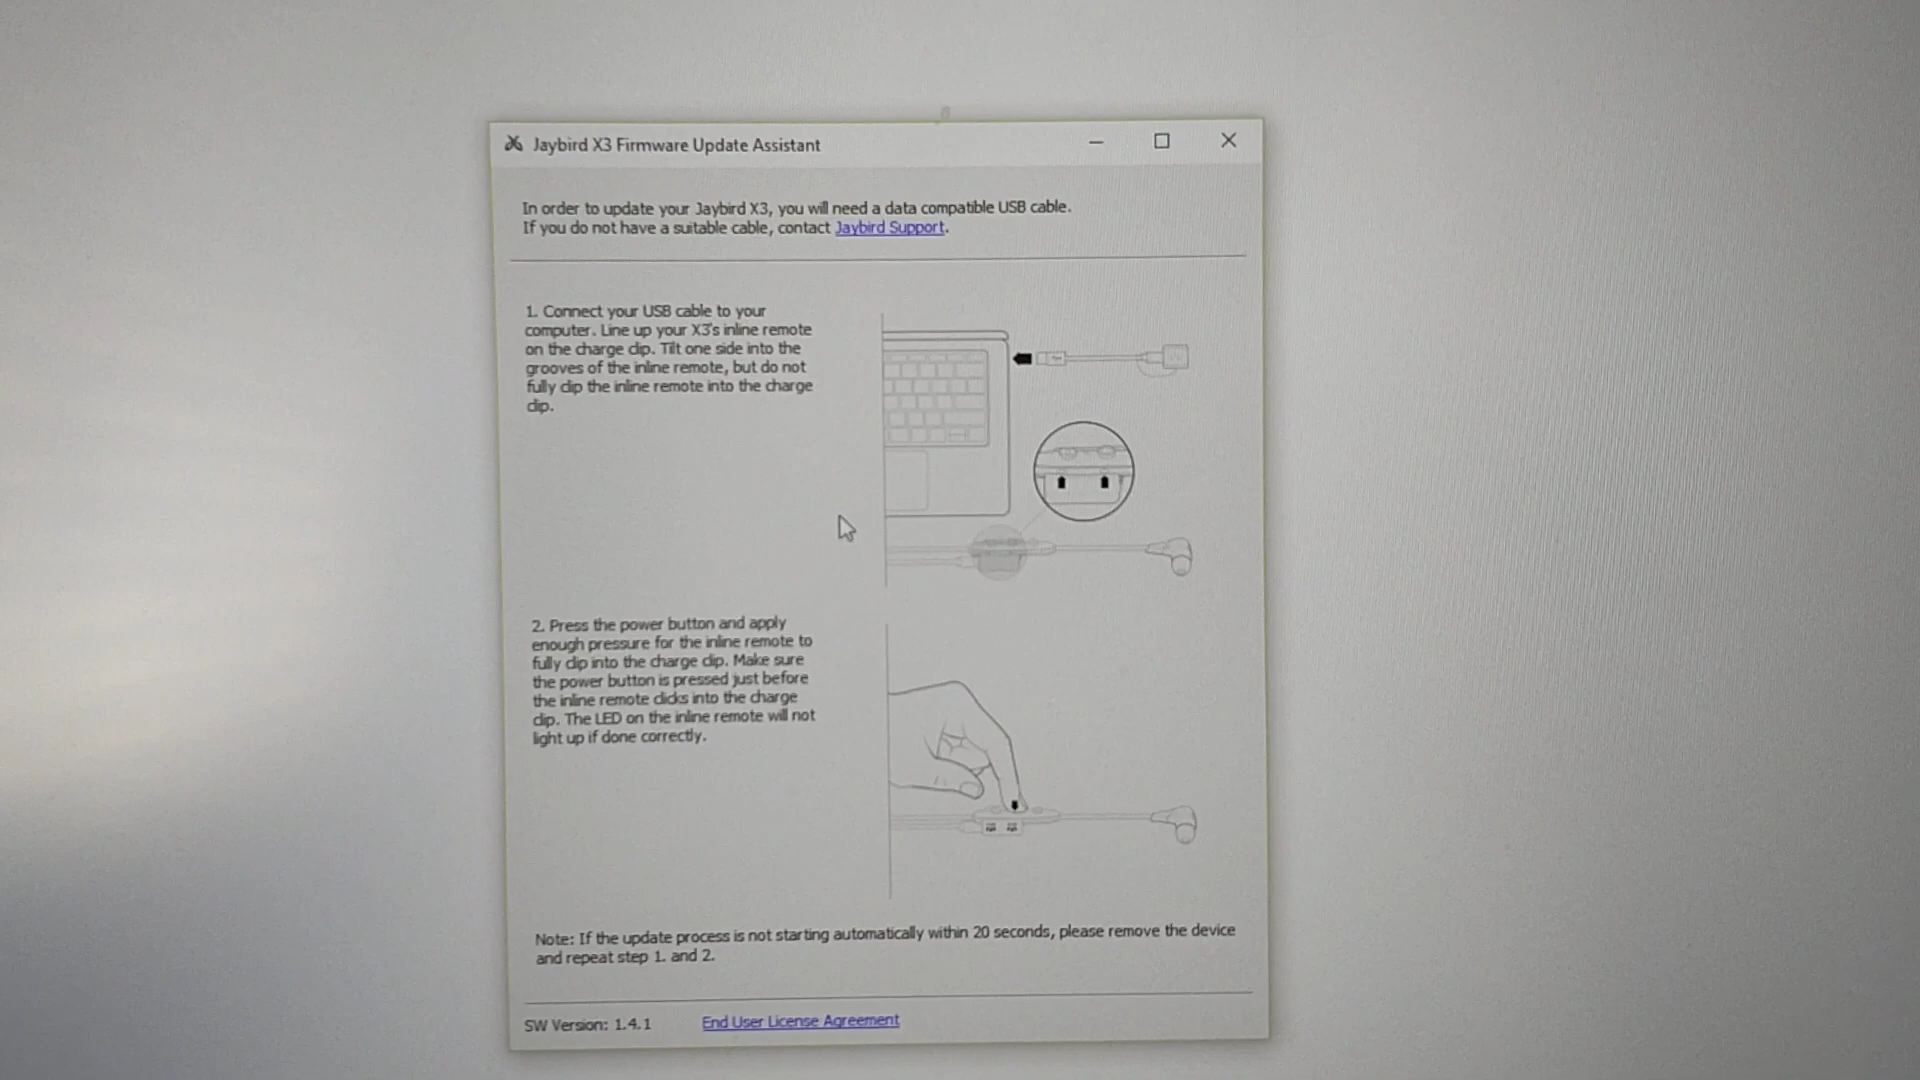 Jaybird X3 Firmware Update Assistant
In order to update your Jaybird X3, you will need a data compatible USB cable.
If you do not have a suitable cable, contact Jaybird Support.
1. Connect your USB cable to your
computer. Line up your X3's inline remote
on the charge clip. Tilt one side into the
grooves of the inline remote, but do not
fully clip the inline remote into the charge
clip.
2. Press the power button and apply
enough pressure for the inline remote to
fully clip into the charge clip. Make sure
the power button is pressed just before
the inline remote clicks into the charge
clip. The LED on the inline remote will not
light up if done correctly.
Note: If the update process is not starting automatically within 20 seconds, please remove the device
and repeat step 1. and 2.
SW Version: 1.4.1
End User License Agreement